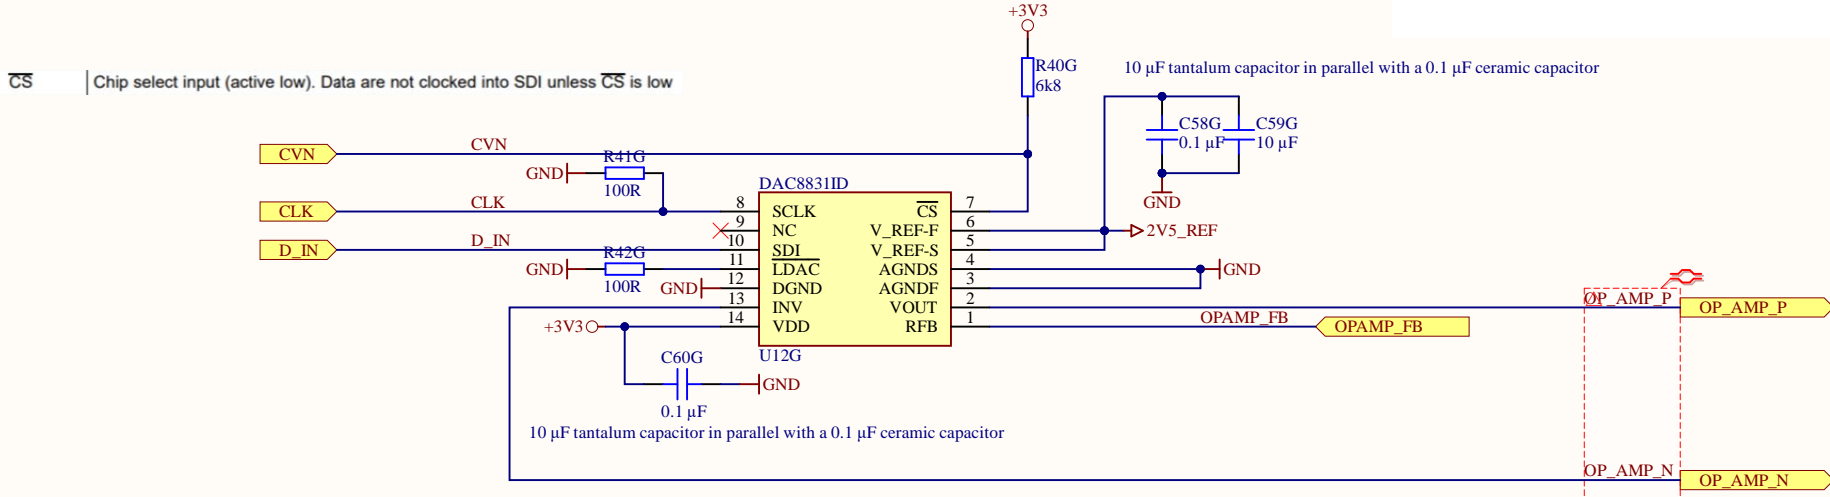 +3V3
R40G
6k8
10 µF tantalum capacitor in parallel with a 0.1 µF ceramic capacitor
CS Chip select input (active low). Data are not clocked into SDI unless CS is low
C58G C59G
0.1 µF 10 µF
CVN CVN
R41G
GND
100R
GND
DAC8831ID
CLK CLK
8 SCLK CS 7
9 NC V_REF-F 6
2V5_REF
D_IN D_IN
10 SDI V_REF-S 5
R42G
GND
100R
11 LDAC AGNDS 4
GND
GND
12 DGND AGNDF 3
13 INV VOUT 2
OP_AMP_P OP_AMP_P
+3V3
14 VDD RFB 1
OPAMP_FB OPAMP_FB
U12G
C60G
GND
0.1 µF
10 µF tantalum capacitor in parallel with a 0.1 µF ceramic capacitor
OP_AMP_N OP_AMP_N